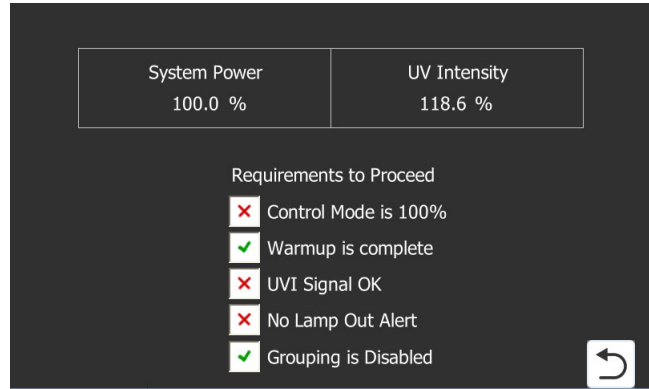 System Power
UV Intensity
100.0 %
118.6 %
Requirements to Proceed
Control Mode is 100%
Warmup is complete
UVI Signal OK
No Lamp Out Alert
Grouping is Disabled